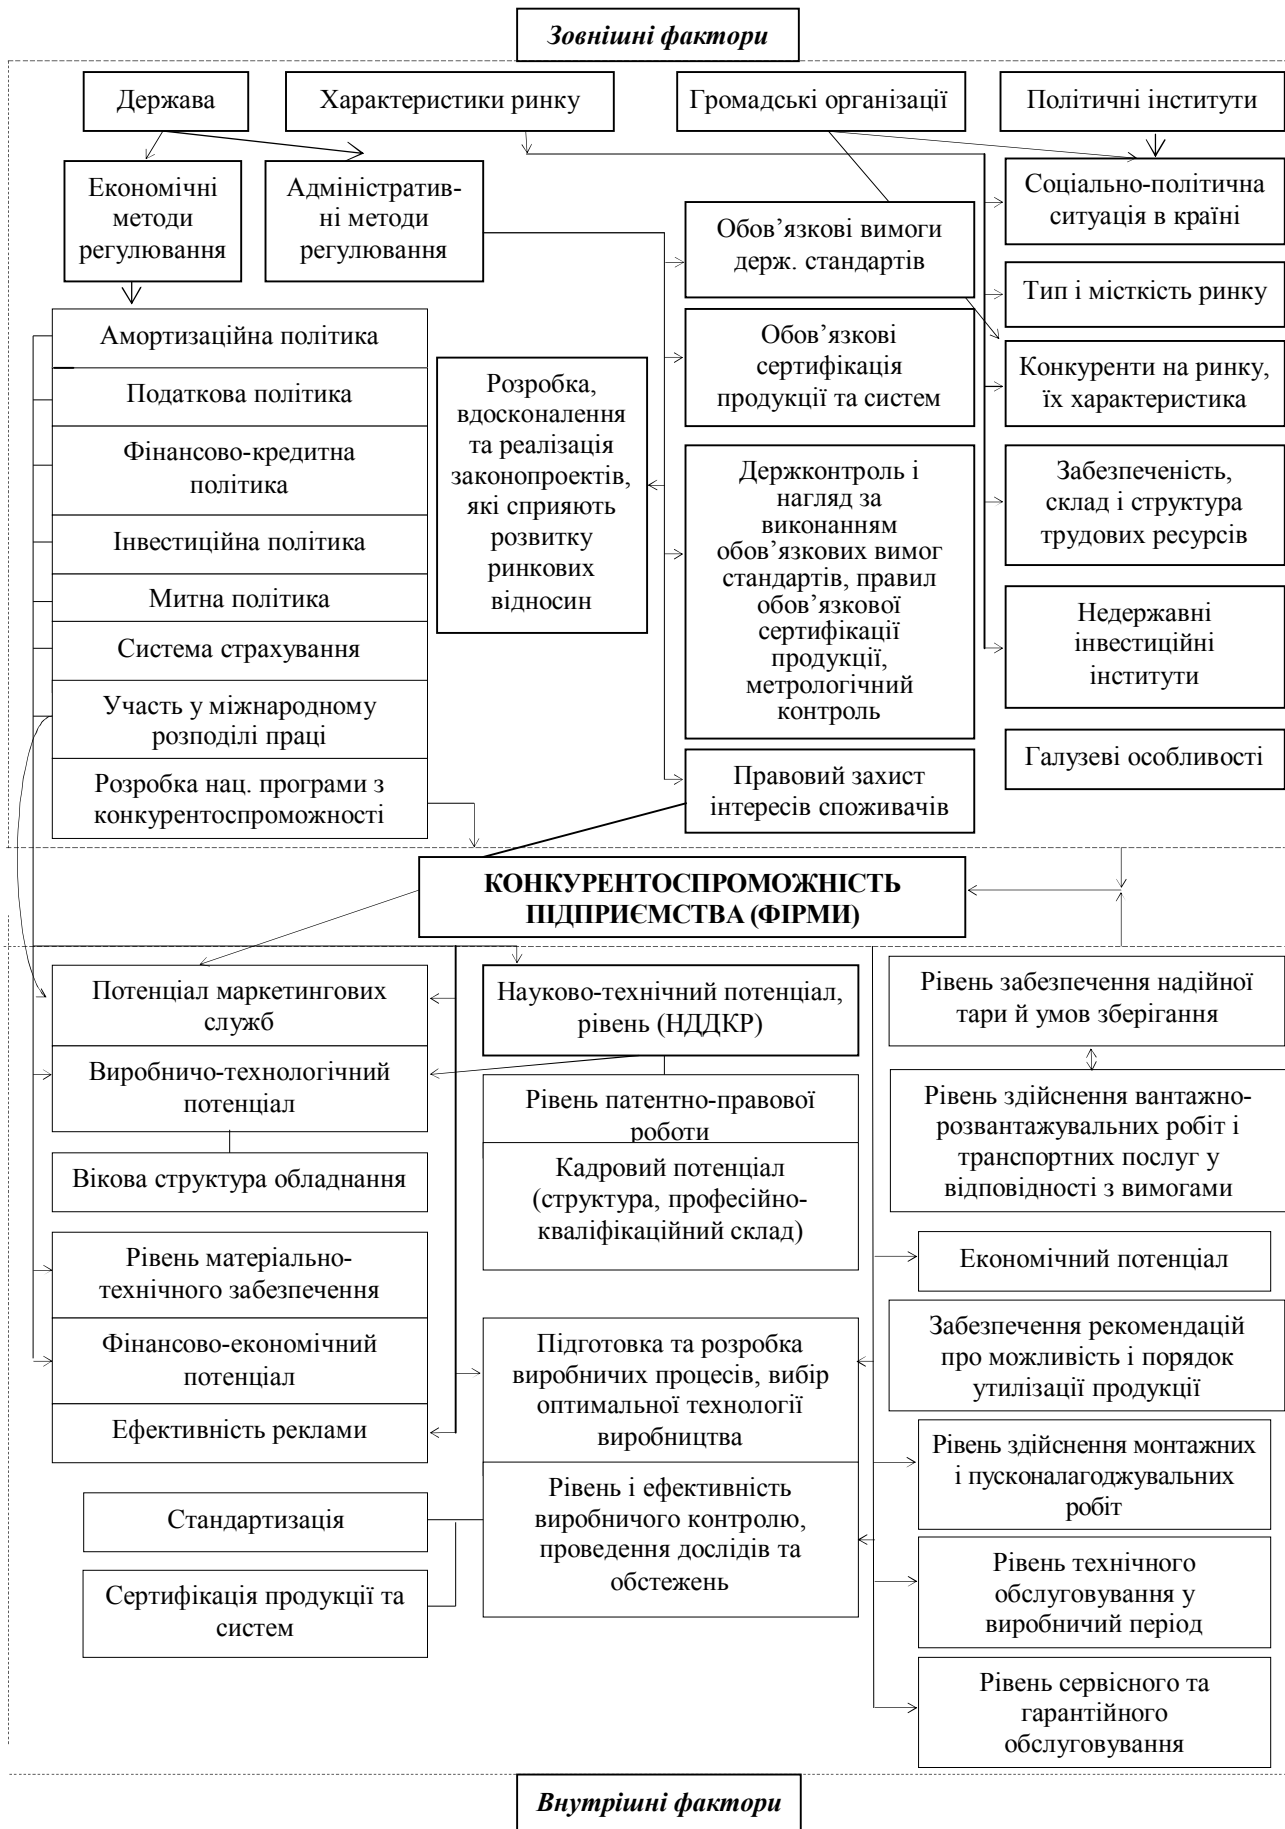 Зовнішні фактори
Держава
Характеристики ринку
Громадські організації
Політичні інститути
Економічні
методи
регулювання
Адміністратив-
ні методи
регулювання
Соціально-політична
ситуація в країні
Обов’язкові вимоги
держ. стандартів
Тип і місткість ринку
Амортизаційна політика
Податкова політика
Фінансово-кредитна
політика
Інвестиційна політика
Митна політика
Система страхування
Участь у міжнародному
розподілі праці
Розробка нац. програми з
конкурентоспроможності
Розробка,
вдосконалення
та реалізація
законопроектів,
які сприяють
розвитку
ринкових
відносин
Обов’язкові
сертифікація
продукції та систем
Держконтроль і
нагляд за
виконанням
обов’язкових вимог
стандартів, правил
обов’язкової
сертифікації
продукції,
метрологічний
контроль
Правовий захист
інтересів споживачів
Конкуренти на ринку,
їх характеристика
Забезпеченість,
склад і структура
трудових ресурсів
Недержавні
інвестиційні
інститути
Галузеві особливості
КОНКУРЕНТОСПРОМОЖНІСТЬ
ПІДПРИЄМСТВА (ФІРМИ)
Потенціал маркетингових
служб
Виробничо-технологічний
потенціал
Вікова структура обладнання
Рівень матеріально-
технічного забезпечення
Фінансово-економічний
потенціал
Ефективність реклами
Стандартизація
Сертифікація продукції та
систем
Науково-технічний потенціал,
рівень (НДДКР)
Рівень патентно-правової
роботи
Кадровий потенціал
(структура, професійно-
кваліфікаційний склад)
Підготовка та розробка
виробничих процесів, вибір
оптимальної технології
виробництва
Рівень і ефективність
виробничого контролю,
проведення дослідів та
обстежень
Рівень забезпечення надійної
тари й умов зберігання
Рівень здійснення вантажно-
розвантажувальних робіт і
транспортних послуг у
відповідності з вимогами
Економічний потенціал
Забезпечення рекомендацій
про можливість і порядок
утилізації продукції
Рівень здійснення монтажних
і пусконалагоджувальних
робіт
Рівень технічного
обслуговування у
виробничий період
Рівень сервісного та
гарантійного
обслуговування
Внутрішні фактори